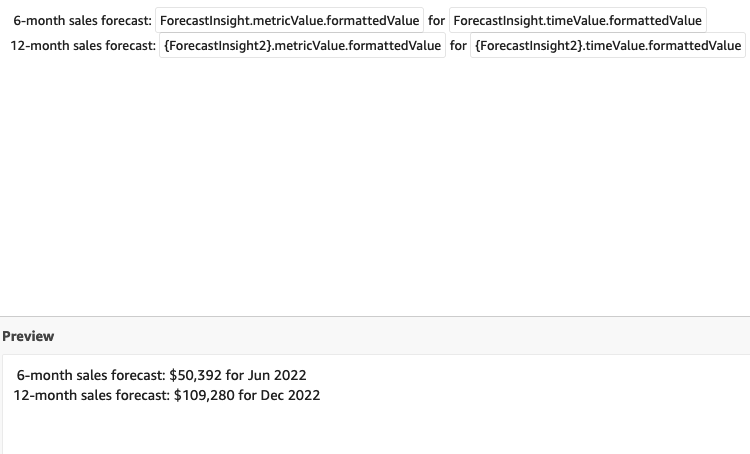 6-month sales forecast: ForecastInsight.metricValue.formattedValue for ForecastInsight.timeValue.formattedValue
12-month sales forecast: {ForecastInsight2}.metricValue.formattedValue for {ForecastInsight2}.timeValue.formattedValue
Preview
6-month sales forecast: $50,392 for Jun 2022
12-month sales forecast: $109,280 for Dec 2022